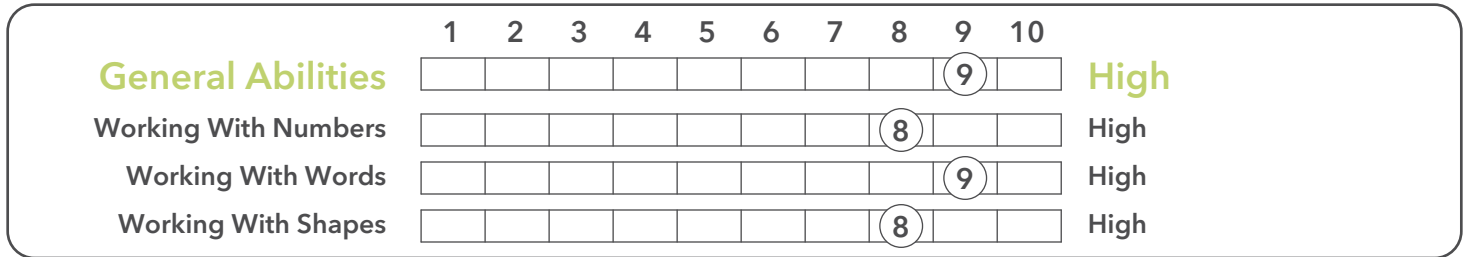 1 2 3 4 5 6 7 8 9 10
General Abilities 9 High
Working With Numbers 8 High
Working With Words 9 High
Working With Shapes 8 High